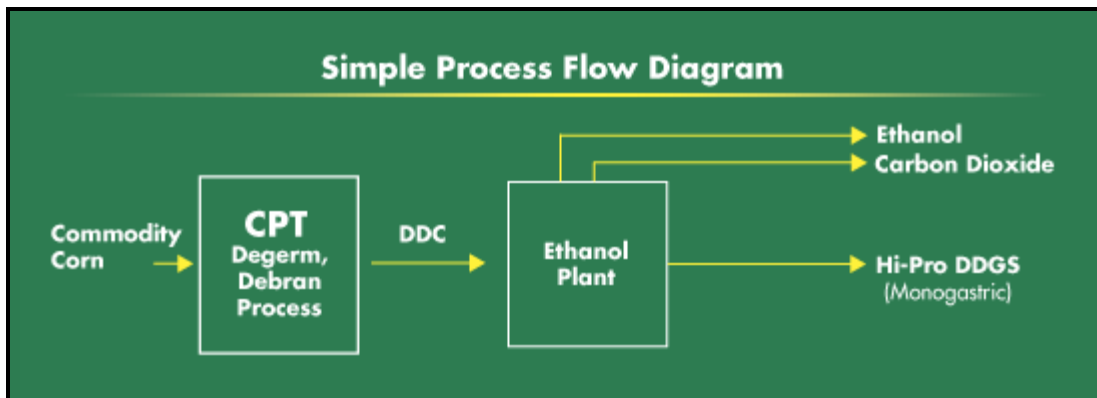 Simple Process Flow Diagram
Ethanol
Carbon Dioxide
Commodity
Corn
CPT
Degerm,
Debran
Process
DDC
Ethanol
Plant
Hi-Pro DDGS
(Monogastric)